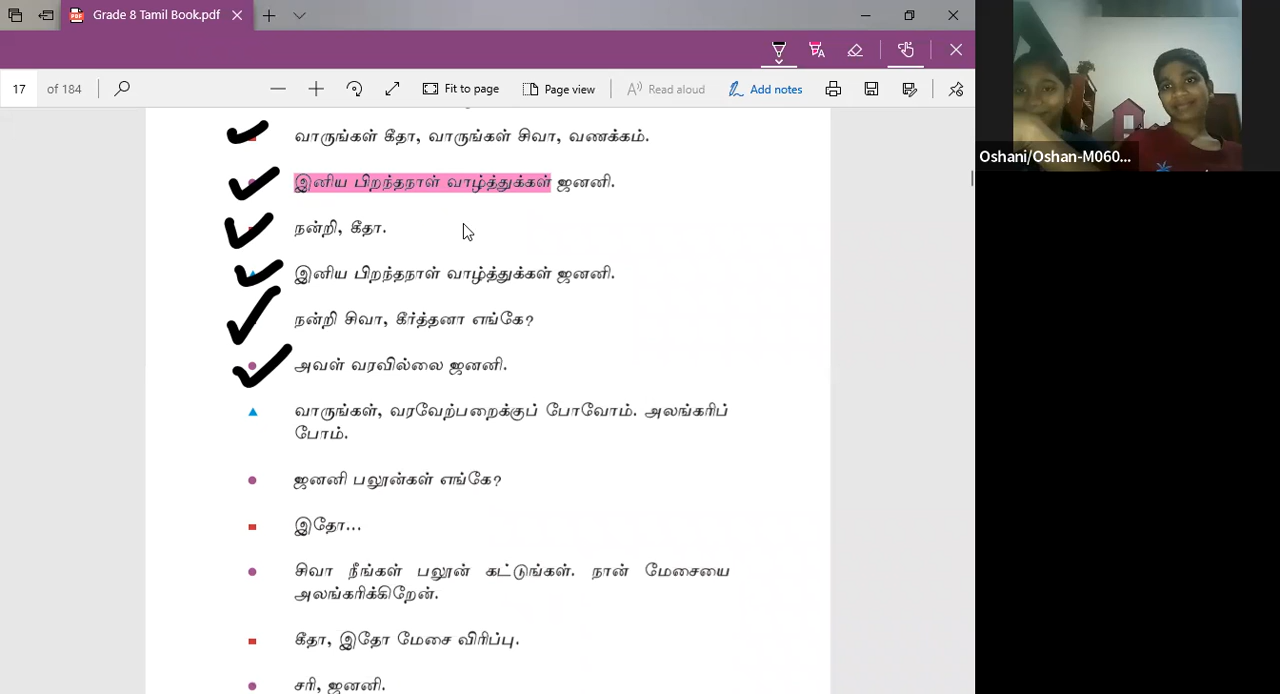 Grade 8 Tamil Book.pdf
17 of 184
Fit to page
Page view
Read aloud
Add notes
வாருங்கள் கீதா, வாருங்கள் சிவா, வணக்கம்.
இனிய பிறந்தநாள் வாழ்த்துக்கள் ஜனனி.
நன்றி, கீதா.
இனிய பிறந்தநாள் வாழ்த்துக்கள் ஜனனி.
நன்றி சிவா, கீர்த்தனா எங்கே?
அவள் வரவில்லை ஜனனி.
வாருங்கள், வரவேற்பறைக்குப் போவோம். அலங்கரிப்
போம்.
ஜனனி பலூன்கள் எங்கே?
இதோ...
சிவா நீங்கள் பலூன் கட்டுங்கள். நான் மேசையை
அலங்கரிக்கிறேன்.
கீதா, இதோ மேசை விரிப்பு.
சரி, ஜனனி.
Oshani/Oshan-M060...